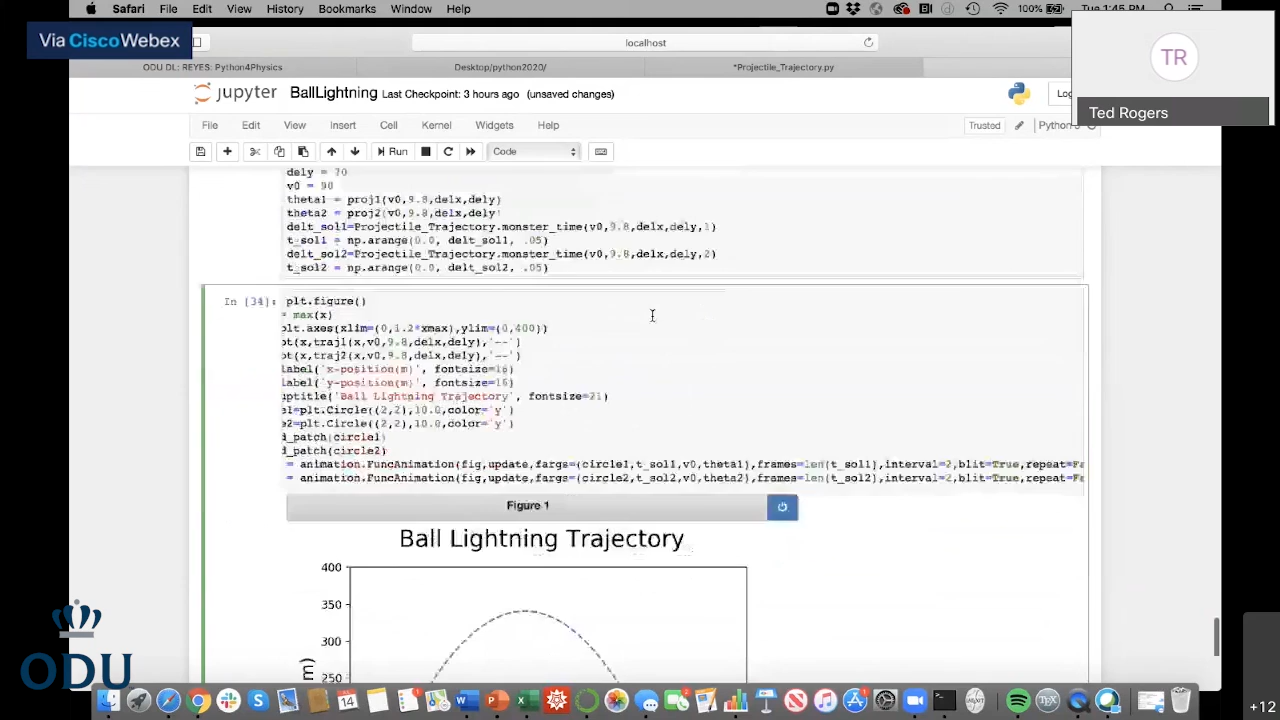 Safari File Edit View History Bookmarks Window Help 100% Tue 1:45 PM
Via Cisco Webex
localhost
TR
ODU DL: REYES: Python4Physics Desktop/python2020/ *Projectile_Trajectory.py
jupyter BallLightning Last Checkpoint: 3 hours ago (unsaved changes)
Ted Rogers
File Edit View Insert Cell Kernel Widgets Help Trusted
Run Code
dely = 70
v0 = 90
theta1 = proj1(v0,9.8,delx,dely)
theta2 = proj2(v0,9.8,delx,dely)
delt_sol1=Projectile_Trajectory.monster_time(v0,9.8,delx,dely,1)
t_sol1 = np.arange(0.0, delt_sol1, .05)
delt_sol2=Projectile_Trajectory.monster_time(v0,9.8,delx,dely,2)
t_sol2 = np.arange(0.0, delt_sol2, .05)
In [34]: plt.figure()
= max(x)
plt.axes(xlim=(0,1.2*xmax),ylim=(0,400))
ot(x,traj1(x,v0,9.8,delx,dely),'--')
ot(x,traj2(x,v0,9.8,delx,dely),'--')
label('x-position(m)', fontsize=16)
label('y-position(m)', fontsize=16)
uptitle('Ball Lightning Trajectory', fontsize=21)
e1=plt.Circle((2,2),10.0,color='y')
e2=plt.Circle((2,2),10.0,color='y')
d_patch(circle1)
d_patch(circle2)
= animation.FuncAnimation(fig,update,fargs=(circle1,t_sol1,v0,theta1),frames=len(t_sol1),interval=2,blit=True,repeat=Fa
= animation.FuncAnimation(fig,update,fargs=(circle2,t_sol2,v0,theta2),frames=len(t_sol2),interval=2,blit=True,repeat=Fa
Figure 1
Ball Lightning Trajectory
400
350
300
250
m)
ODU
+12